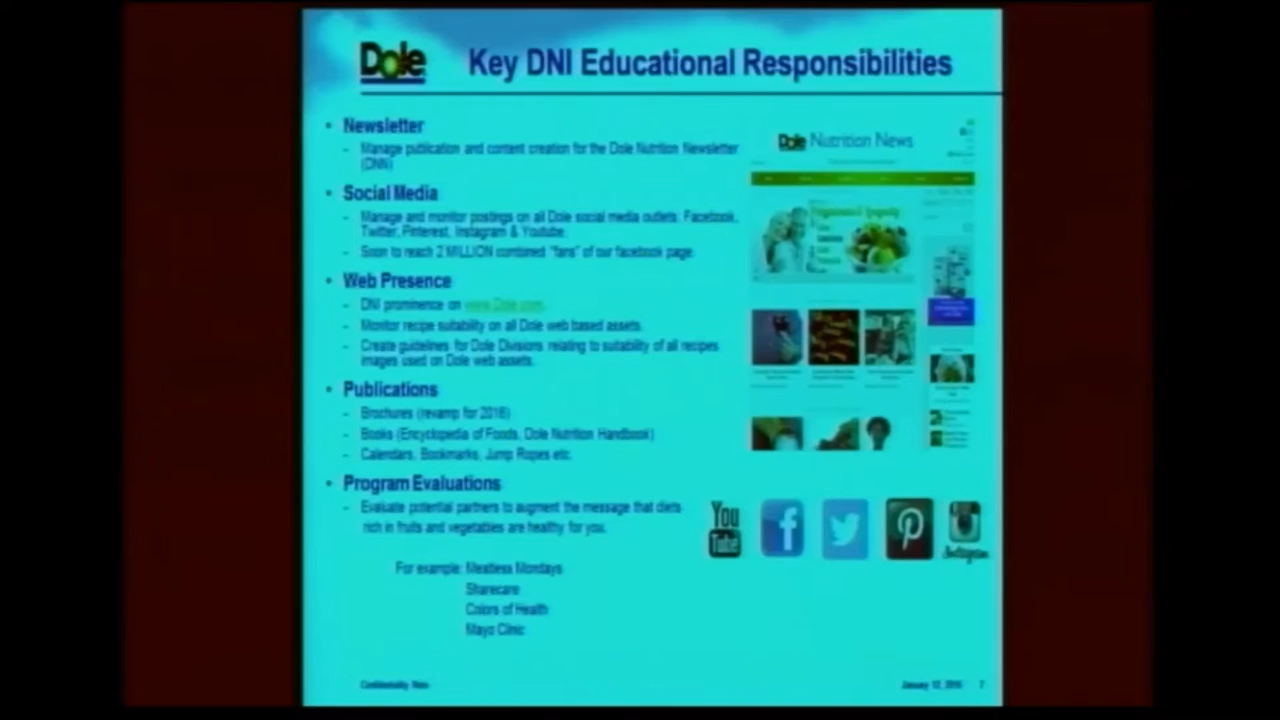 Dole
Key DNI Educational Responsibilities
• Newsletter
- Manage publication and content creation for the Dole Nutrition Newsletter
(DNN)
• Social Media
- Manage and monitor postings on all Dole social media outlets: Facebook,
Twitter, Pinterest, Instagram & Youtube.
- Soon to reach 2 MILLION combined "fans" of our facebook page.
• Web Presence
- DNI prominence on www.Dole.com.
- Monitor recipe suitability on all Dole web based assets.
- Create guidelines for Dole Divisions relating to suitability of all recipes
images used on Dole web assets.
• Publications
- Brochures (revamp for 2016)
- Books (Encyclopedia of Foods, Dole Nutrition Handbook)
- Calendars, Bookmarks, Jump Ropes etc.
• Program Evaluations
- Evaluate potential partners to augment the message that diets
rich in fruits and vegetables are healthy for you.
For example: Meatless Mondays
Sharecare
Colors of Health
Mayo Clinic
Dole Nutrition News
You
Tube
f
P
Instagram
January 12, 2016 7